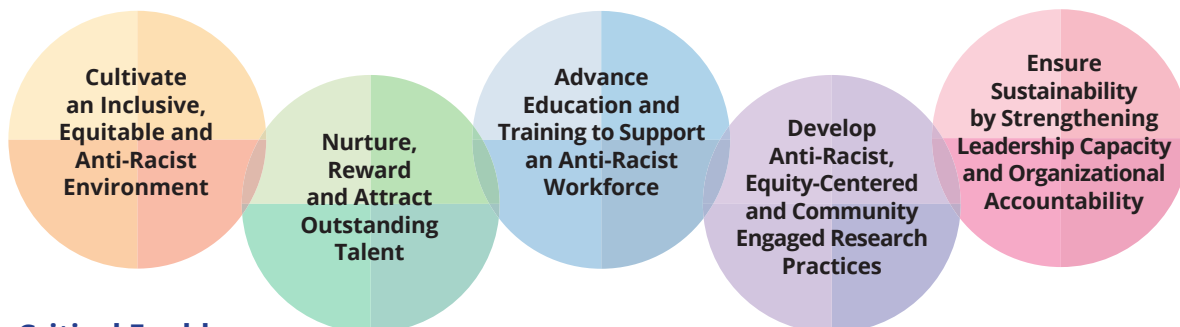 Cultivate
an Inclusive,
Equitable and
Anti-Racist
Environment
Nurture,
Reward
and Attract
Outstanding
Talent
Advance
Education and
Training to Support
an Anti-Racist
Workforce
Develop
Anti-Racist,
Equity-Centered
and Community
Engaged Research
Practices
Ensure
Sustainability
by Strengthening
Leadership Capacity
and Organizational
Accountability
Critical